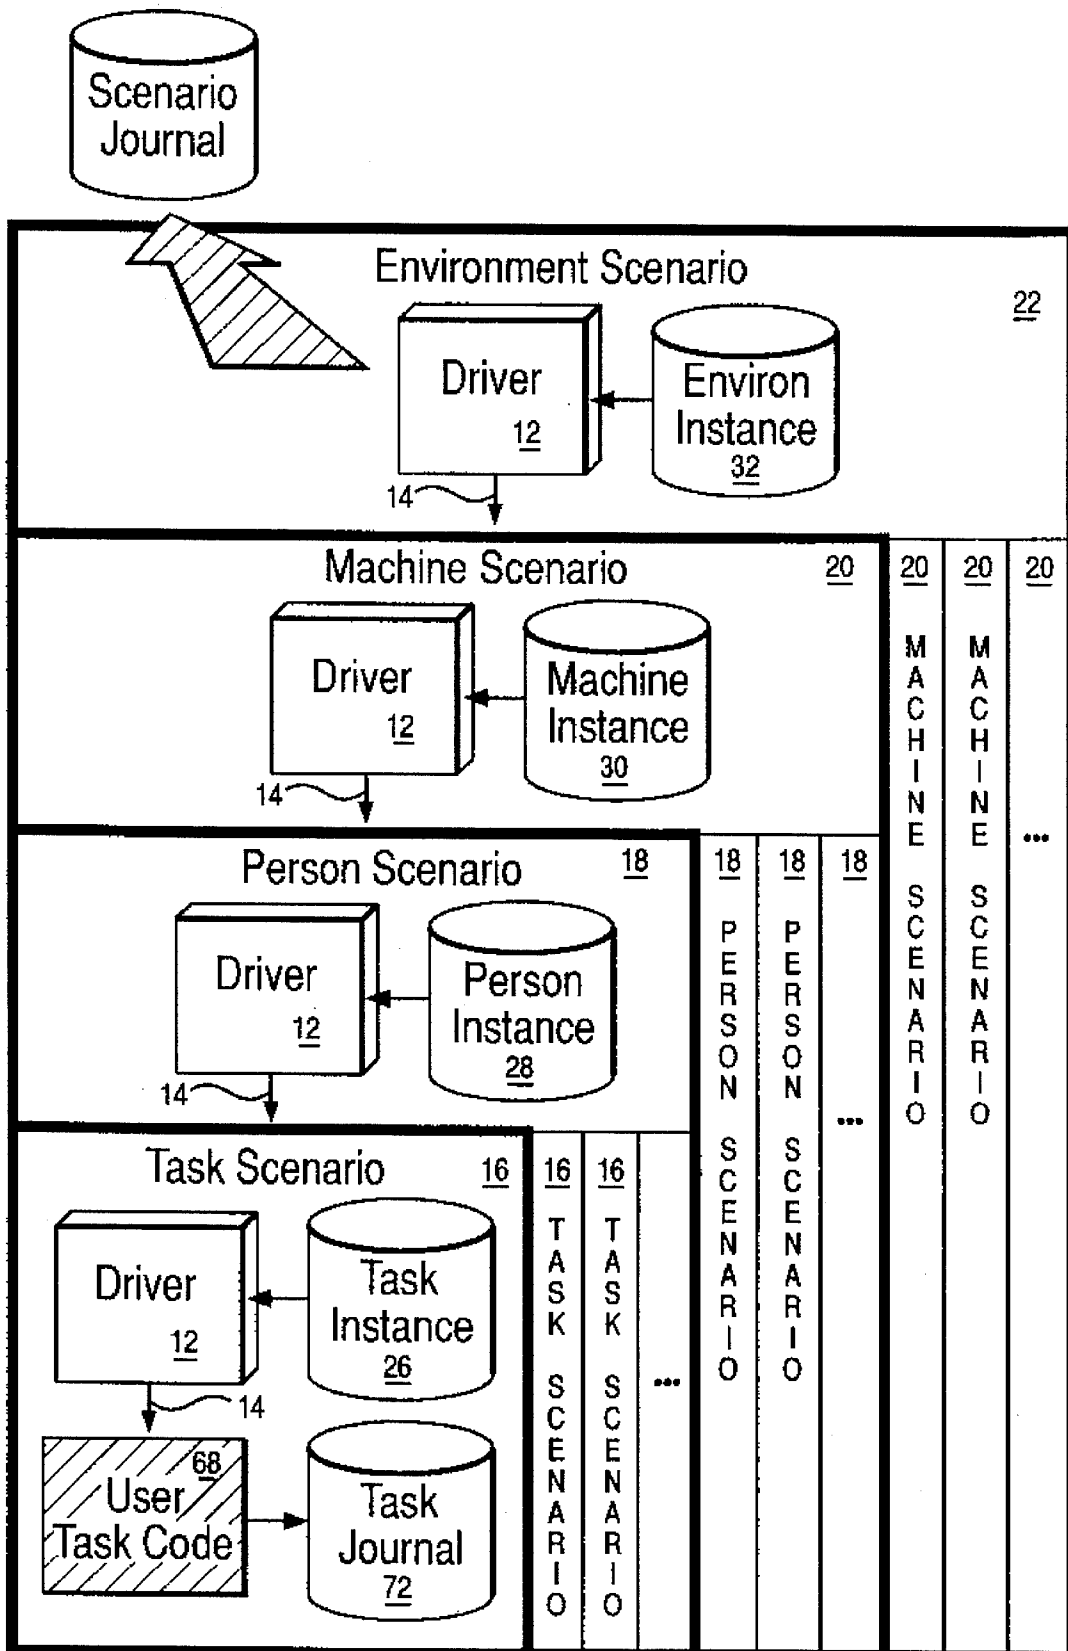 Scenario
Journal
Environment Scenario
22
Driver
12
Environ
Instance
32
14
Machine Scenario
20
20
20
20
Driver
12
Machine
Instance
30
14
MACHINE SCENARIO
MACHINE SCENARIO
...
Person Scenario
18
18
18
18
Driver
12
Person
Instance
28
14
PERSON SCENARIO
PERSON SCENARIO
...
Task Scenario
16
16
16
Driver
12
Task
Instance
26
14
TASK SCENARIO
TASK SCENARIO
...
68
User
Task Code
Task
Journal
72